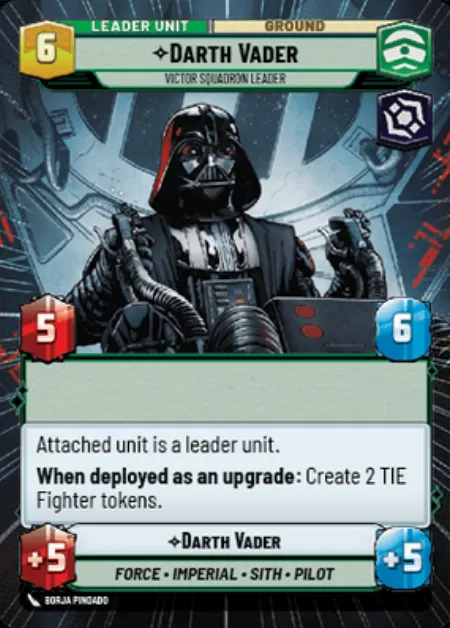 LEADER UNIT GROUND
6 ✧DARTH VADER
VICTOR SQUADRON LEADER
5 6
Attached unit is a leader unit.
When deployed as an upgrade: Create 2 TIE
Fighter tokens.
+5 ✧DARTH VADER +5
FORCE • IMPERIAL • SITH • PILOT
BORJA PINDADO